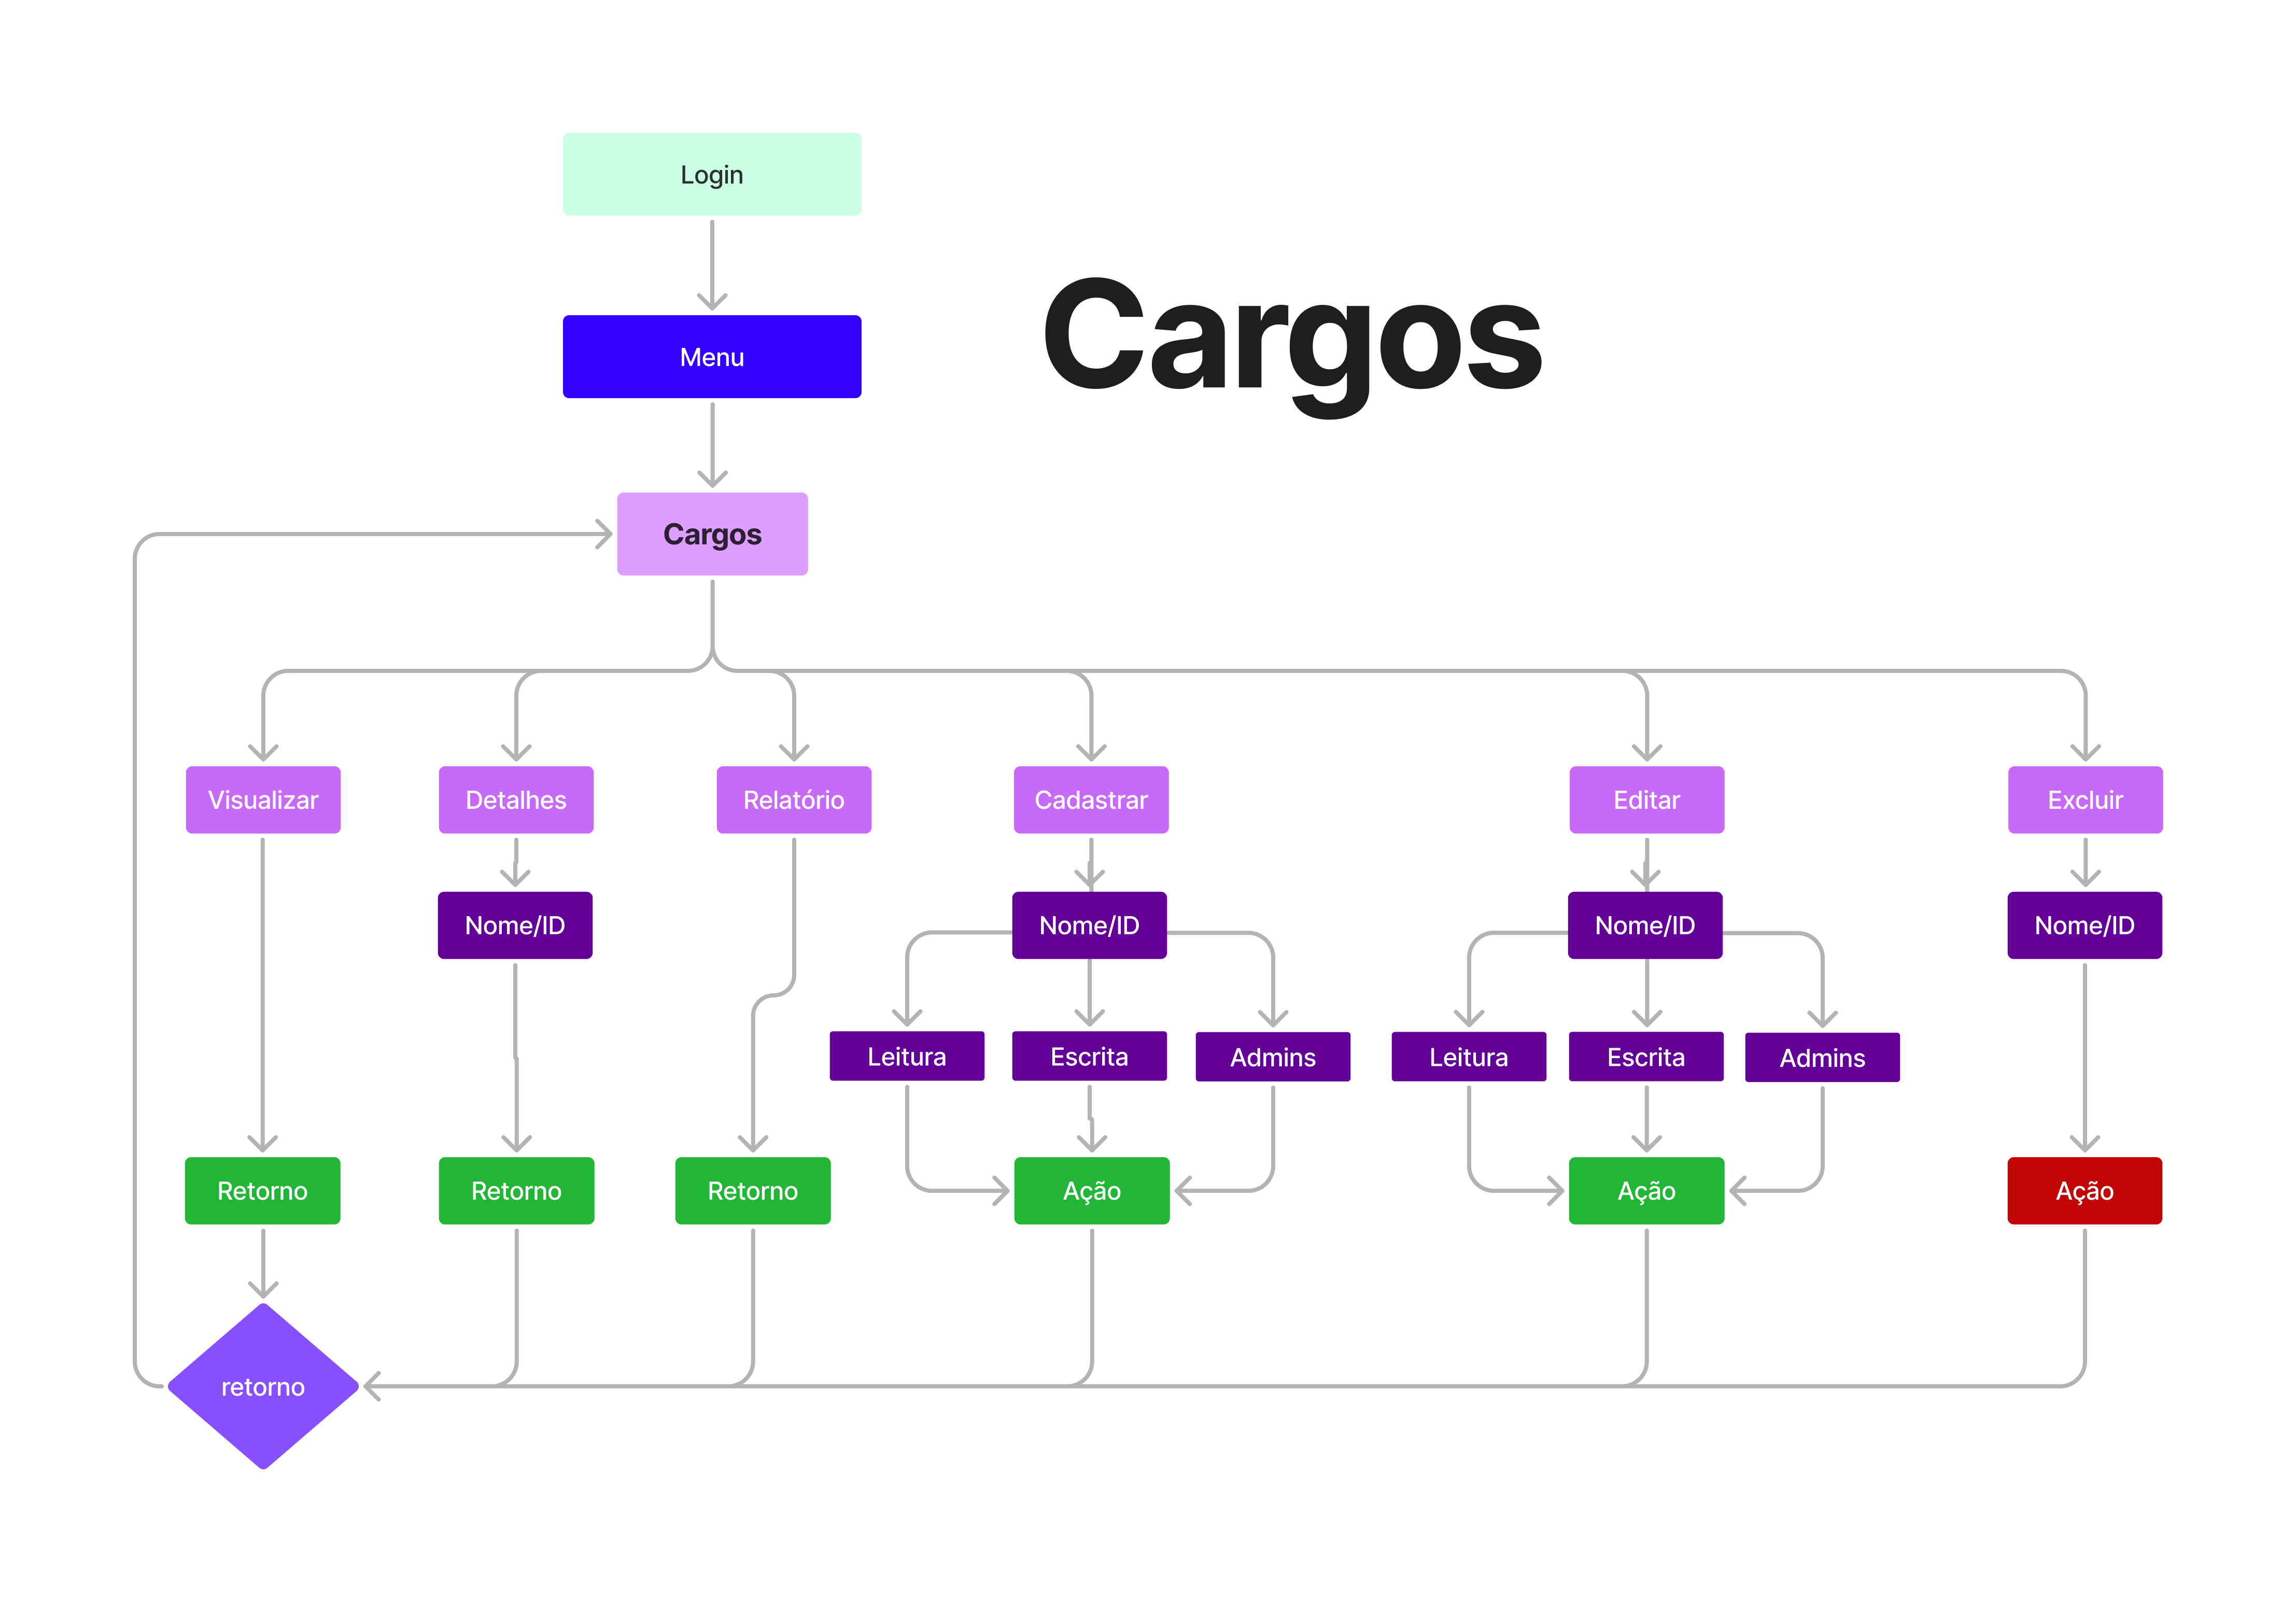 Login
Cargos
Menu
Cargos
Visualizar
Detalhes
Relatório
Cadastrar
Editar
Excluir
Nome/ID
Nome/ID
Nome/ID
Nome/ID
Leitura
Escrita
Admins
Leitura
Escrita
Admins
Retorno
Retorno
Retorno
Ação
Ação
Ação
retorno